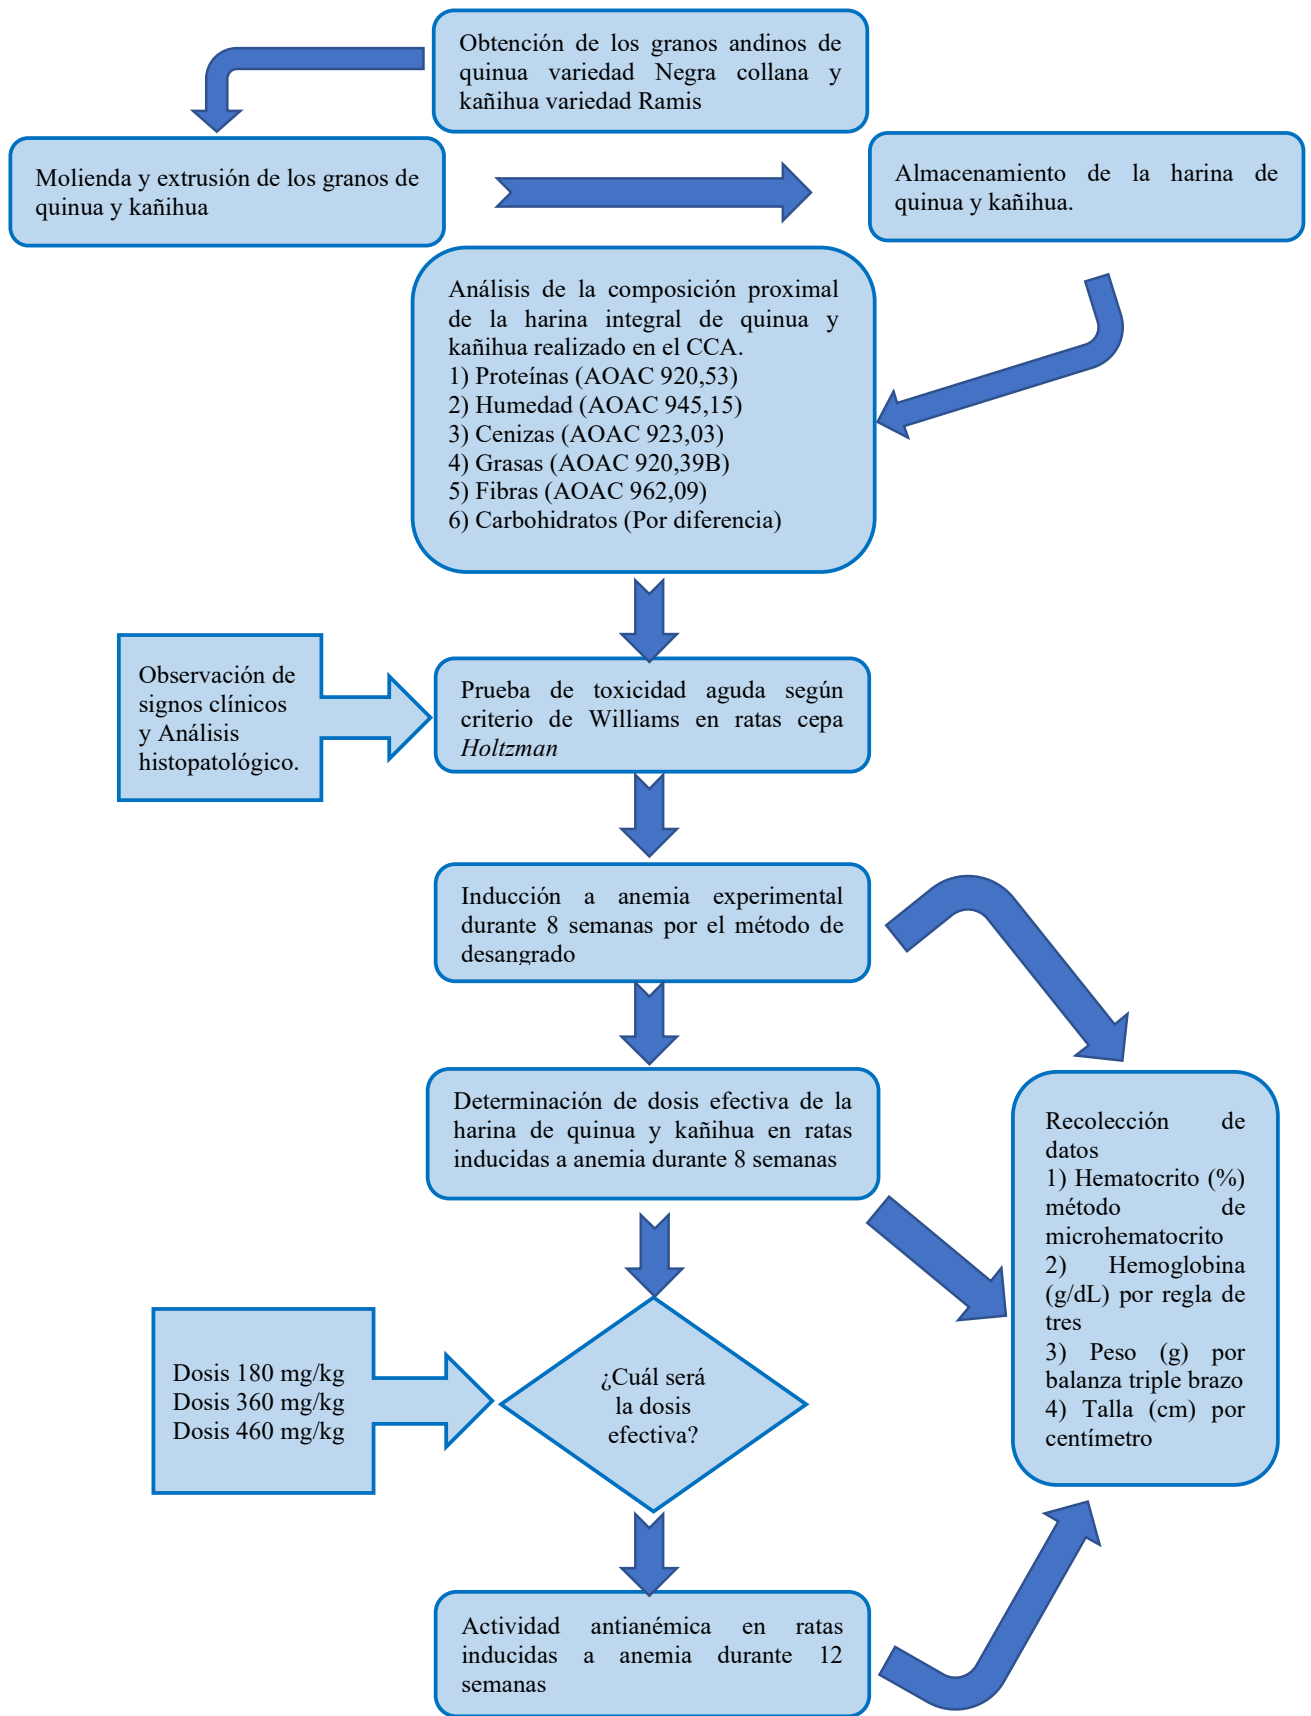 Obtención de los granos andinos de
quinua variedad Negra collana y
kañihua variedad Ramis
Molienda y extrusión de los granos de
quinua y kañihua
Almacenamiento de la harina de
quinua y kañihua.
Análisis de la composición proximal
de la harina integral de quinua y
kañihua realizado en el CCA.
1) Proteínas (AOAC 920,53)
2) Humedad (AOAC 945,15)
3) Cenizas (AOAC 923,03)
4) Grasas (AOAC 920,39B)
5) Fibras (AOAC 962,09)
6) Carbohidratos (Por diferencia)
Observación de
signos clínicos
y Análisis
histopatológico.
Prueba de toxicidad aguda según
criterio de Williams en ratas cepa
Holtzman
Inducción a anemia experimental
durante 8 semanas por el método de
desangrado
Determinación de dosis efectiva de la
harina de quinua y kañihua en ratas
inducidas a anemia durante 8 semanas
Recolección de
datos
1) Hematocrito (%)
método de
microhematocrito
2) Hemoglobina
(g/dL) por regla de
tres
3) Peso (g) por
balanza triple brazo
4) Talla (cm) por
centímetro
Dosis 180 mg/kg
Dosis 360 mg/kg
Dosis 460 mg/kg
¿Cuál será
la dosis
efectiva?
Actividad antianémica en ratas
inducidas a anemia durante 12
semanas